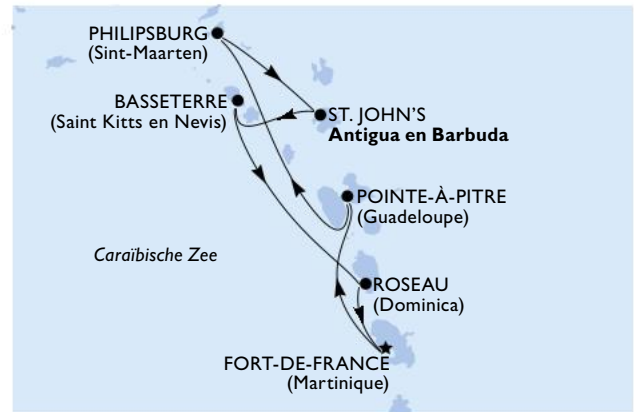 PHILIPSBURG
(Sint-Maarten)
BASSETERRE
(Saint Kitts en Nevis)
ST. JOHN'S
Antigua en Barbuda
POINTE-À-PITRE
(Guadeloupe)
Caraïbische Zee
ROSEAU
(Dominica)
FORT-DE-FRANCE
(Martinique)